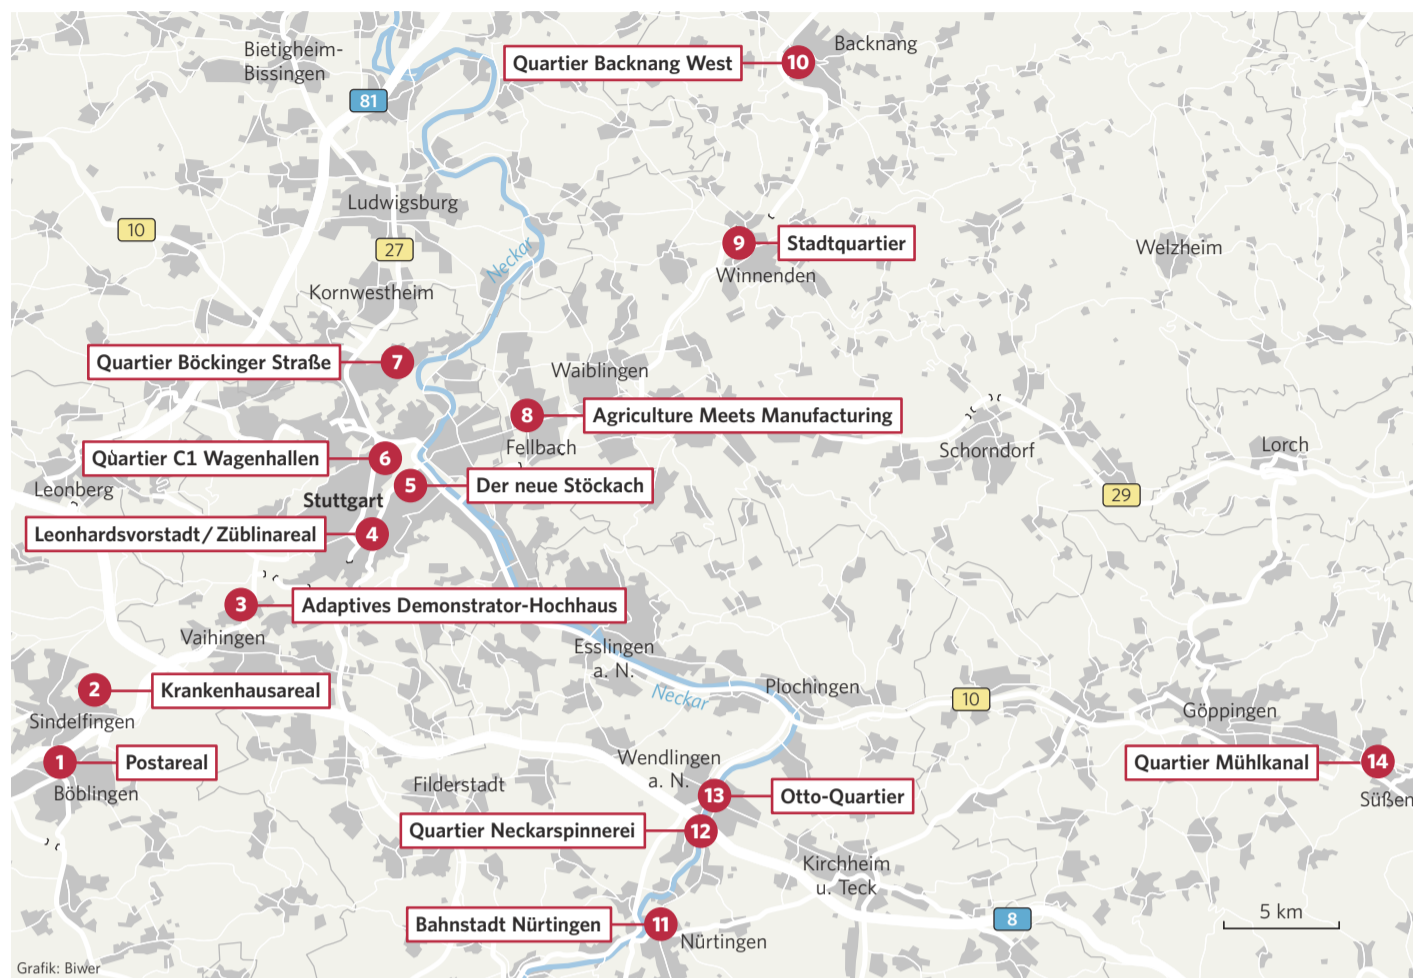 Bietigheim-
Bissingen
Quartier Backnang West
10
Backnang
81
Ludwigsburg
10
27
Neckar
9
Stadtquartier
Winnenden
Welzheim
Kornwestheim
Quartier Böckinger Straße
7
Waiblingen
8
Agriculture Meets Manufacturing
Fellbach
Schorndorf
Lorch
Quartier C1 Wagenhallen
6
Leonberg
5
Der neue Stöckach
Stuttgart
29
Leonhardsvorstadt / Züblinareal
4
3
Adaptives Demonstrator-Hochhaus
Vaihingen
Esslingen
a. N.
2
Krankenhausareal
Neckar
Plochingen
10
Sindelfingen
Göppingen
1
Postareal
Wendlingen
a. N.
Quartier Mühlkanal
14
Böblingen
Filderstadt
13
Otto-Quartier
Süßen
Quartier Neckarspinnerei
12
Kirchheim
u. Teck
Bahnstadt Nürtingen
11
Nürtingen
8
5 km
Grafik: Biwer